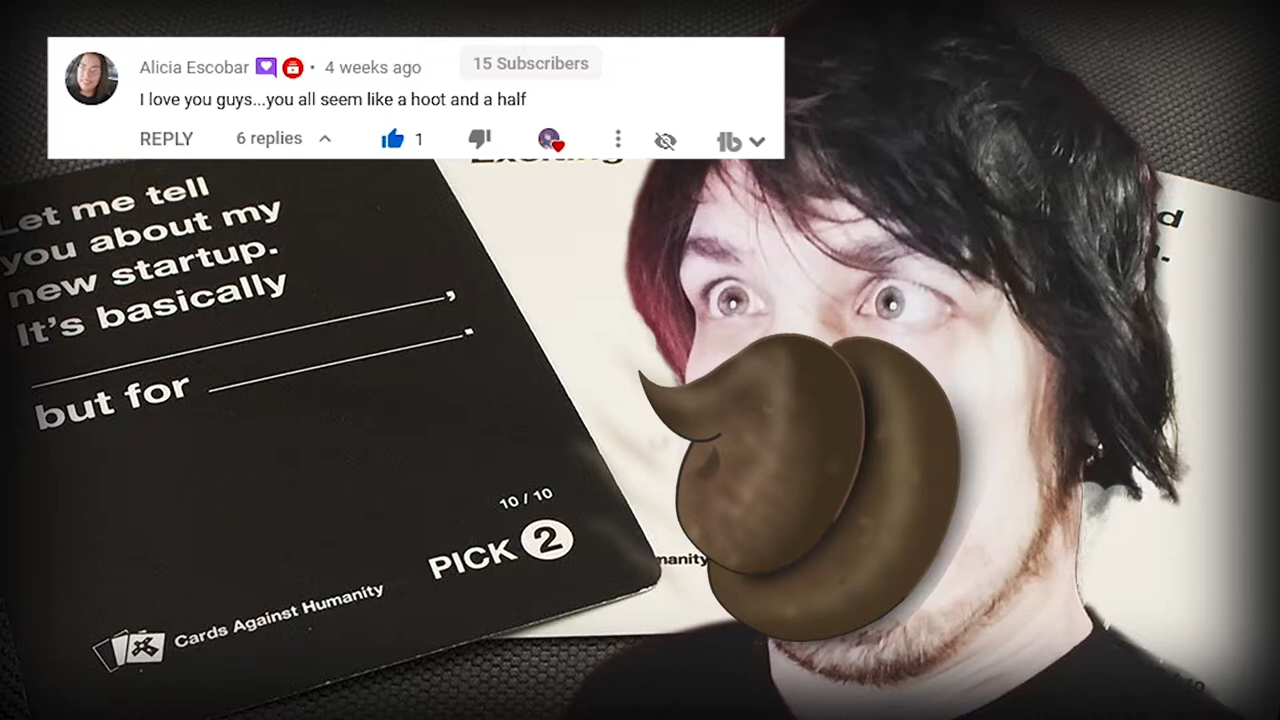 Alicia Escobar • 4 weeks ago 15 Subscribers
I love you guys...you all seem like a hoot and a half
REPLY 6 replies 1
Let me tell
you about my
new startup.
It's basically
__________,
but for __________.
10 / 10
PICK 2
Cards Against Humanity